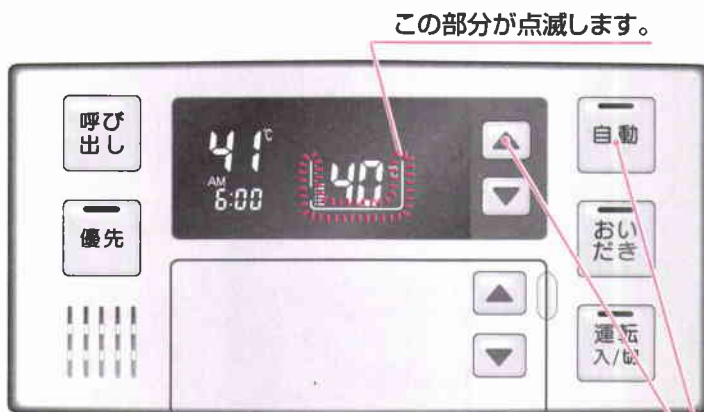 この部分が点滅します。
呼び
出し
優先
41℃
AM
6:00
40℃
自動
おい
だき
運転
入/切